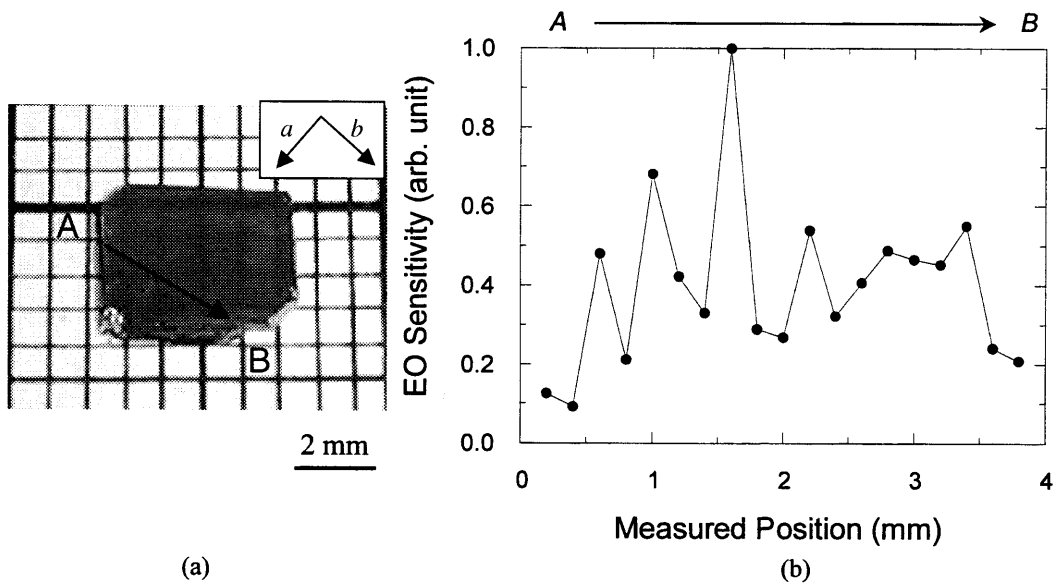 a
b
A
B
2 mm
(a)
A
B
EO Sensitivity (arb. unit)
1.0
0.8
0.6
0.4
0.2
0.0
0
1
2
3
4
Measured Position (mm)
(b)